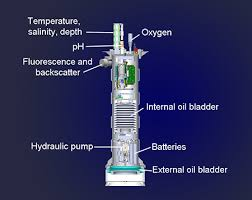 Temperature,
salinity, depth
Oxygen
pH
Fluorescence and
backscatter
Internal oil bladder
Hydraulic pump
Batteries
External oil bladder